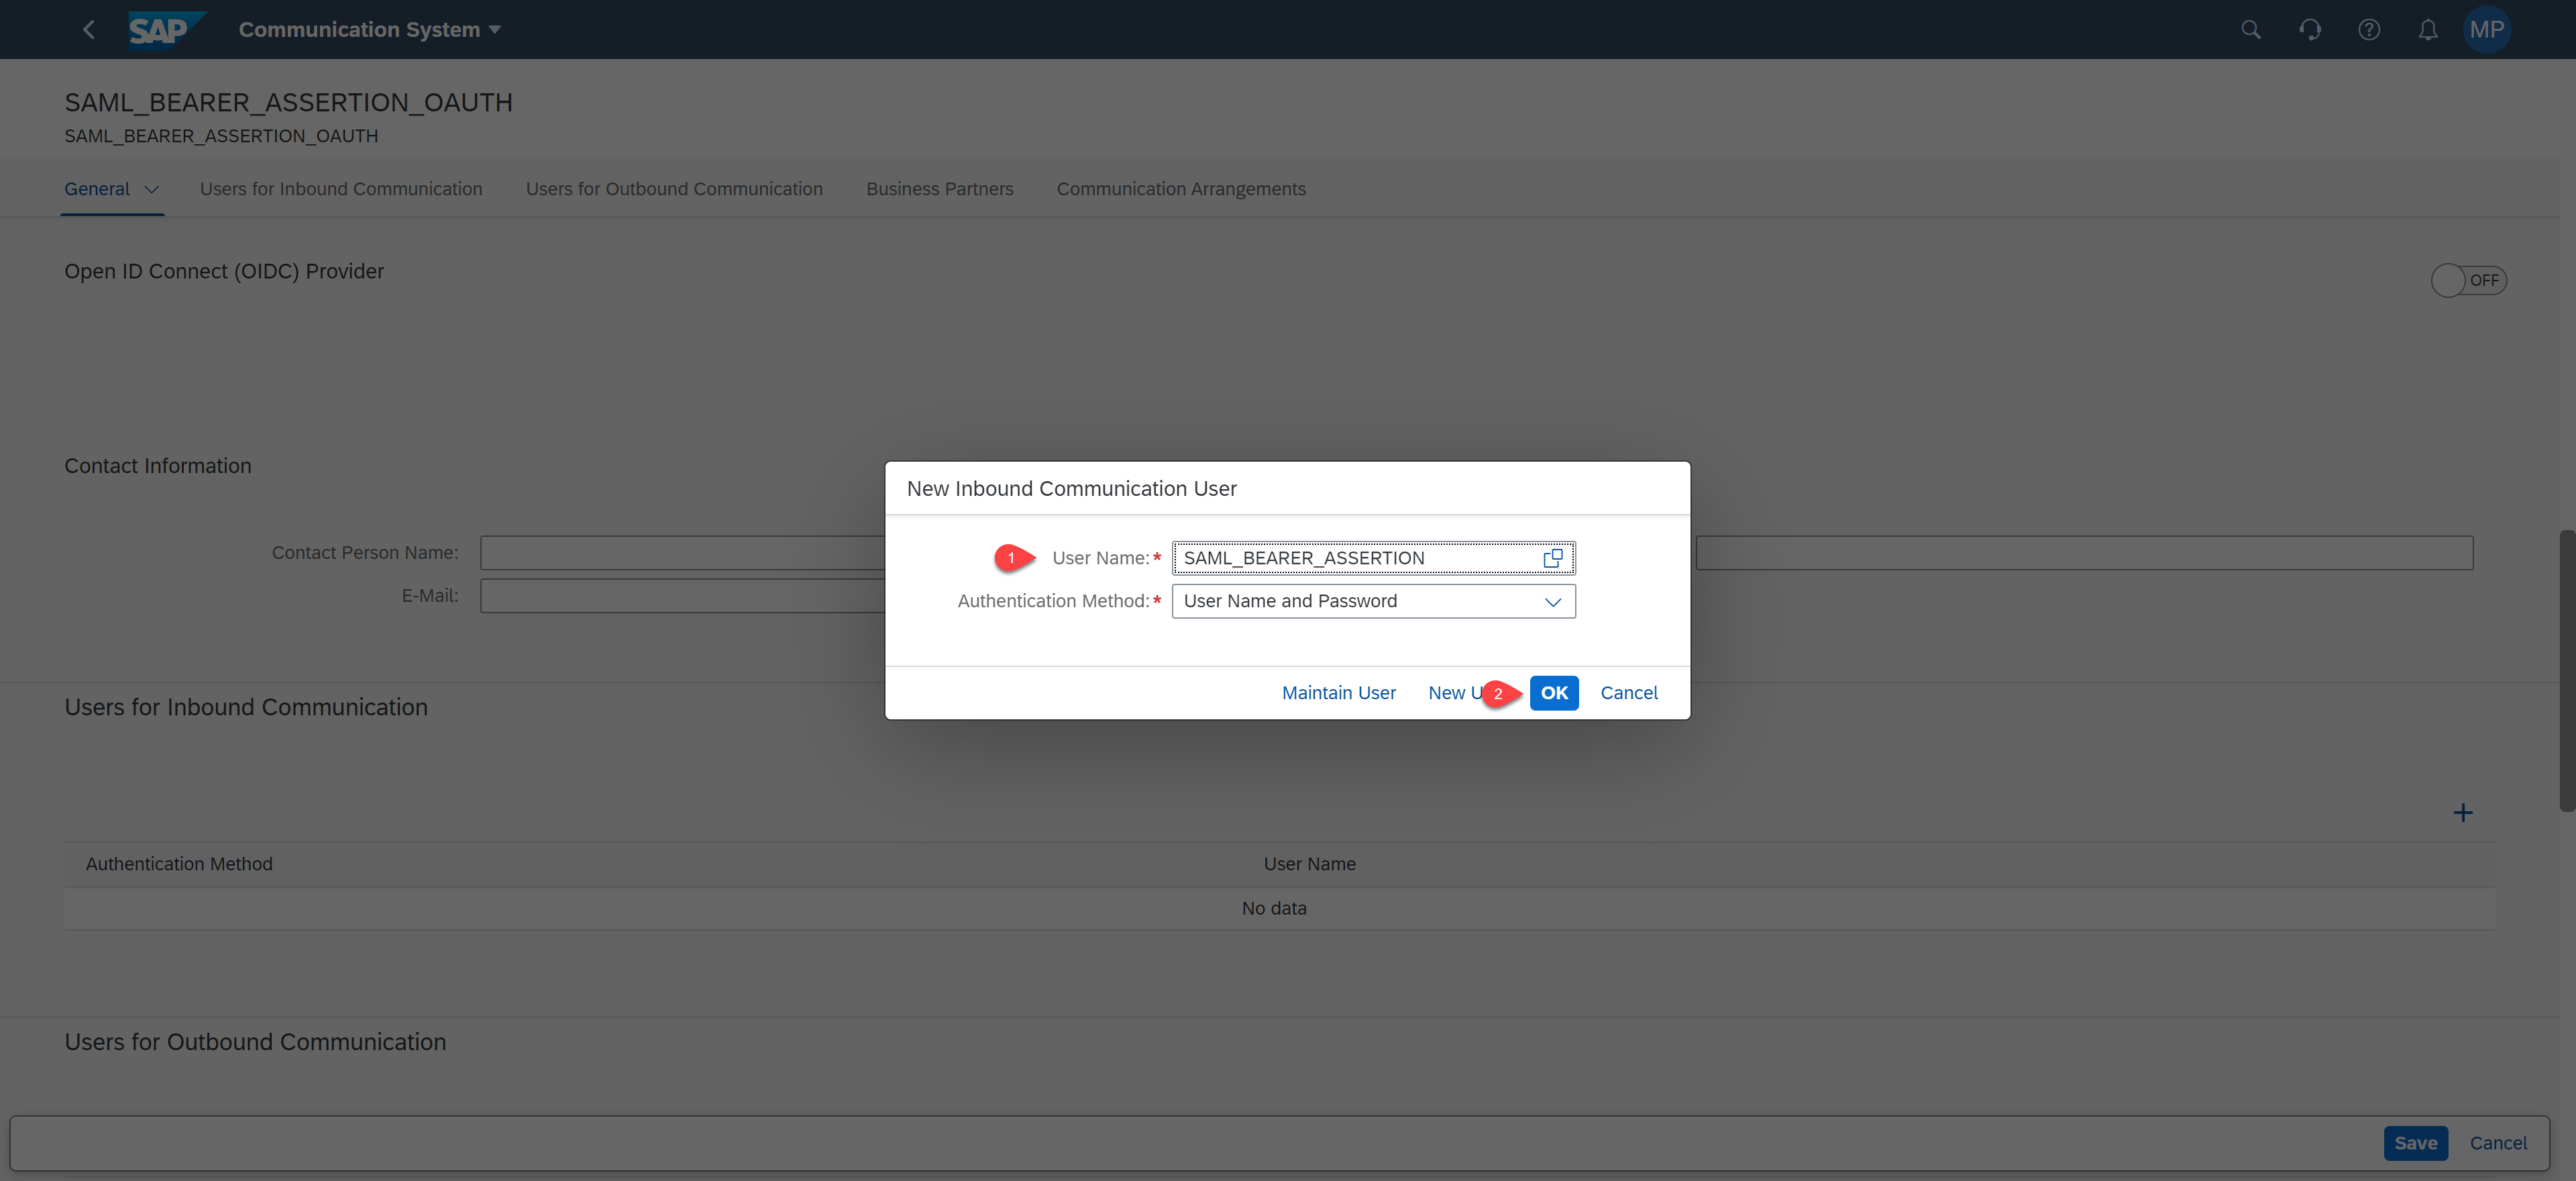 SAP
Communication System
MP
SAML_BEARER_ASSERTION_OAUTH
SAML_BEARER_ASSERTION_OAUTH
General
Users for Inbound Communication
Users for Outbound Communication
Business Partners
Communication Arrangements
Open ID Connect (OIDC) Provider
OFF
Contact Information
Contact Person Name:
E-Mail:
New Inbound Communication User
1
User Name:*
SAML_BEARER_ASSERTION
Authentication Method:*
User Name and Password
Maintain User
New U
2
OK
Cancel
Users for Inbound Communication
Authentication Method
User Name
No data
Users for Outbound Communication
Save
Cancel